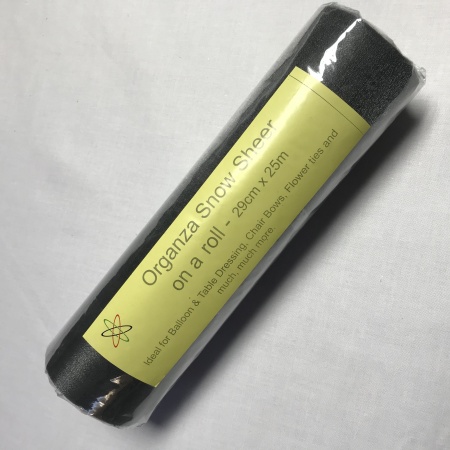 Organza Snow Sheer
on a roll - 29cm x 25m
Ideal for Balloon & Table Dressing, Chair Bows, Flower ties and
much, much more